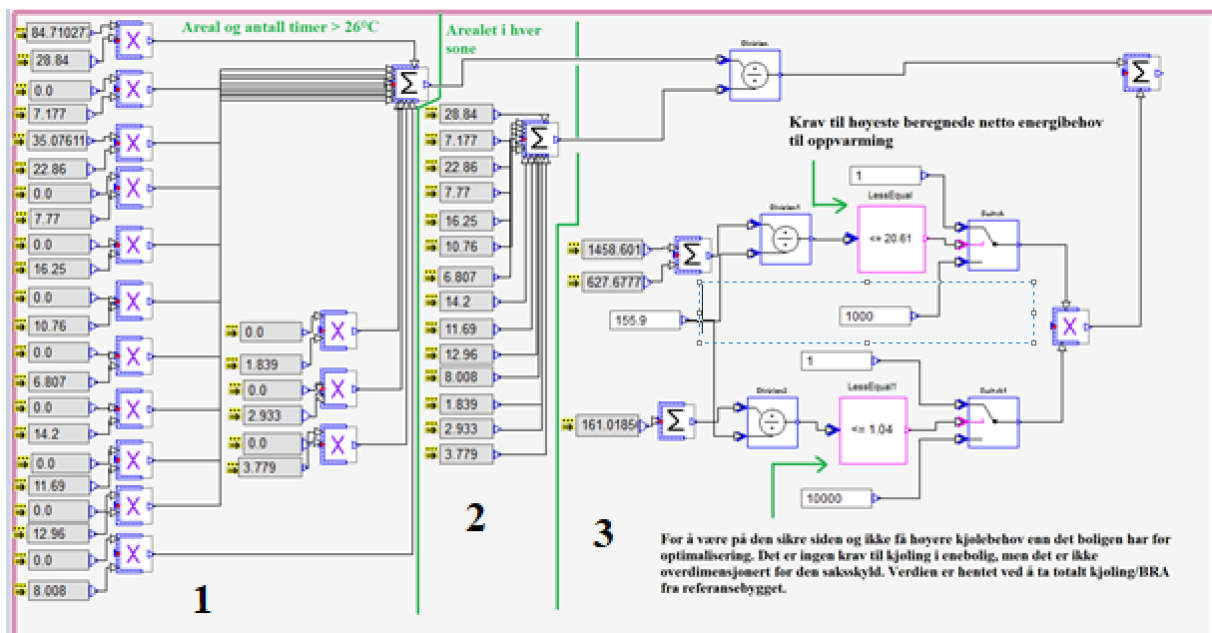 Areal og antall timer > 26°C
Arealet i hver
sone
84.71027
28.84
0.0
7.177
35.07611
22.86
0.0
7.77
0.0
16.25
0.0
10.76
0.0
6.807
0.0
14.2
0.0
11.69
0.0
12.96
0.0
8.008
0.0
1.839
0.0
2.933
0.0
3.779
Σ
1
28.84
7.177
22.86
7.77
16.25
10.76
6.807
14.2
11.69
12.96
8.008
1.839
2.933
3.779
Σ
2
Division
Σ
Krav til høyeste beregnede netto energibehov
til oppvarming
1
LessEqual
Division1
Switch
<= 20.61
1458.601
627.6777
Σ
155.9
1000
X
1
LessEqual1
Division2
Switch1
<= 1.04
161.0185
Σ
10000
3
For å være på den sikre siden og ikke få høyere kjølebehov enn det boligen har før
optimalisering. Det er ingen krav til kjøling i enebolig, men det er ikke
overdimensjonert for den saksskyld. Verdien er hentet ved å ta totalt kjøling/BRA
fra referansebygget.